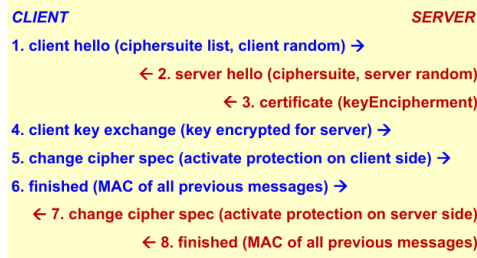 CLIENT SERVER
1. client hello (ciphersuite list, client random) →
← 2. server hello (ciphersuite, server random)
← 3. certificate (keyEncipherment)
4. client key exchange (key encrypted for server) →
5. change cipher spec (activate protection on client side) →
6. finished (MAC of all previous messages) →
← 7. change cipher spec (activate protection on server side)
← 8. finished (MAC of all previous messages)